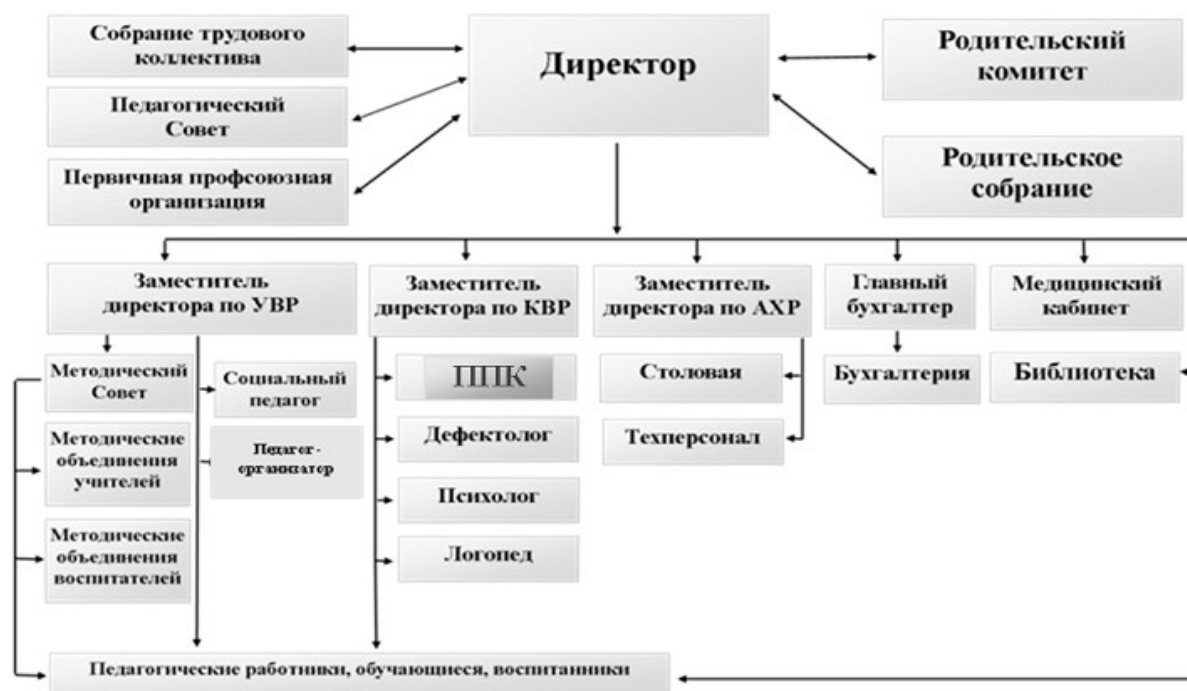 Собрание трудового
коллектива
Директор
Родительский
комитет
Педагогический
Совет
Первичная профсоюзная
организация
Родительское
собрание
Заместитель
директора по УВР
Заместитель
директора по КВР
Заместитель
директора по АХР
Главный
бухгалтер
Медицинский
кабинет
Методический
Совет
Социальный
педагог
ППК
Столовая
Бухгалтерия
Библиотека
Методические
объединения
учителей
Педагог-
организатор
Дефектолог
Техперсонал
Психолог
Методические
объединения
воспитателей
Логопед
Педагогические работники, обучающиеся, воспитанники